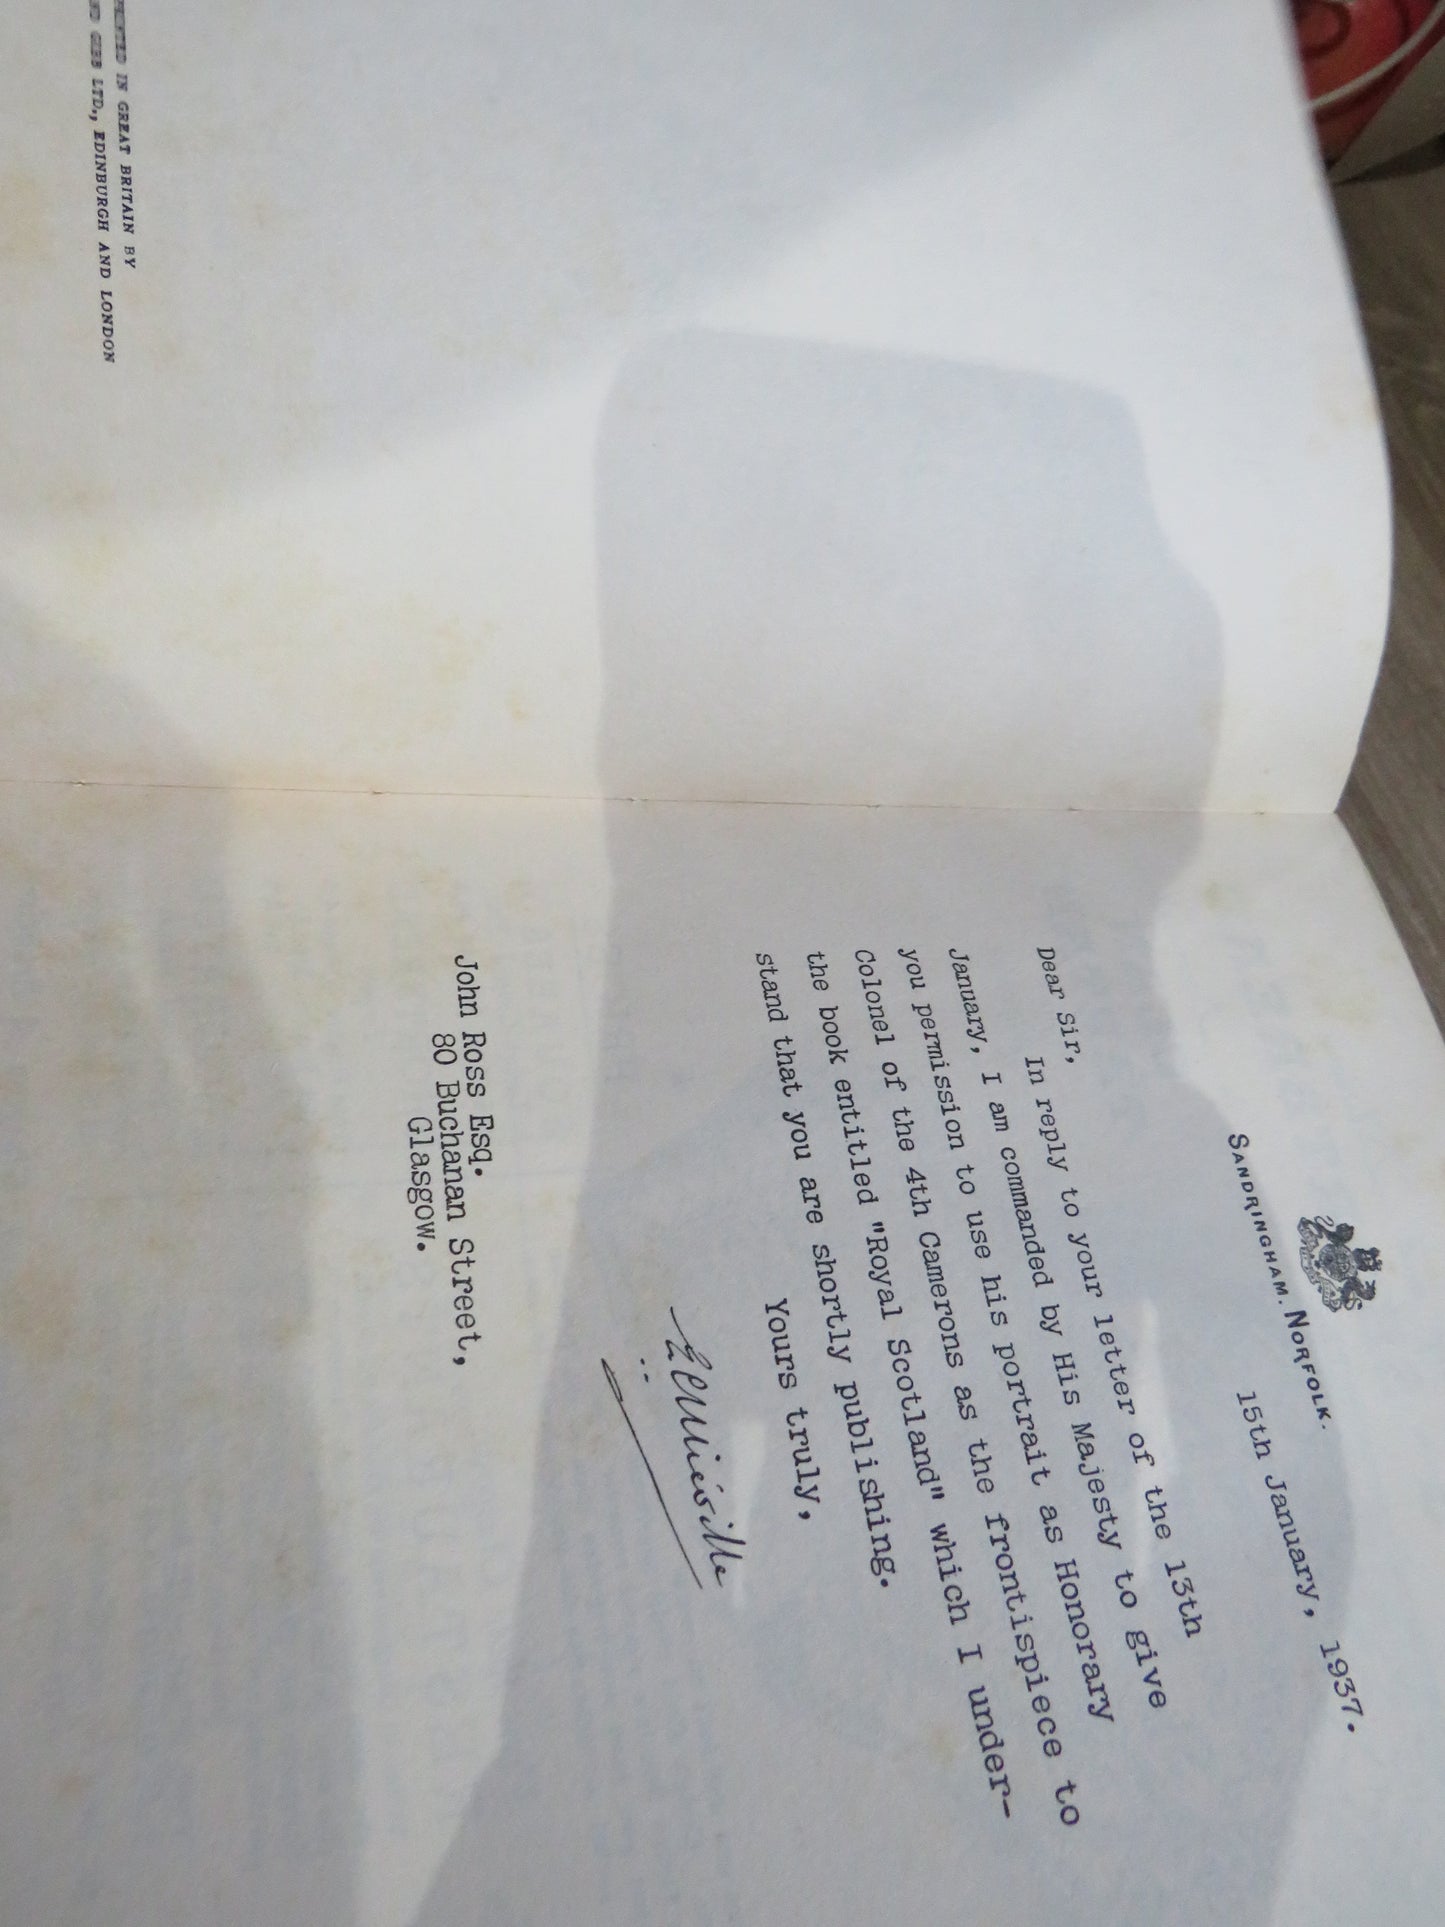 PRINTED IN GREAT BRITAIN BY
GIBB LTD., EDINBURGH AND LONDON
SANDRINGHAM. NORFOLK.
15th January, 1937.
Dear Sir,
In reply to your letter of the 13th
January, I am commanded by His Majesty to give
you permission to use his portrait as Honorary
Colonel of the 4th Camerons as the frontispiece to
the book entitled "Royal Scotland" which I under-
stand that you are shortly publishing.
Yours truly,
John Ross Esq.
80 Buchanan Street,
Glasgow.